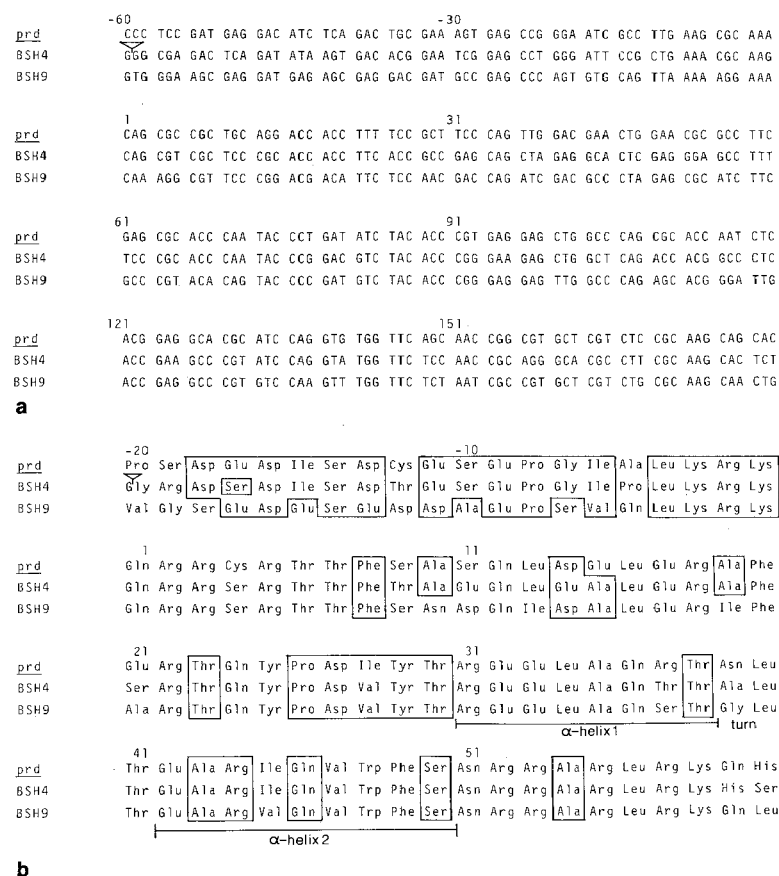 -60 -30
prd CCC TCC GAT GAG GAC ATC TCA GAC TGC GAA AGT GAG CCG GGA ATC GCC TTG AAG CGC AAA
BSH4 GGG CGA GAC TCA GAT ATA AGT GAC ACG GAA TCG GAG CCT GGG ATT CCG CTG AAA CGC AAG
BSH9 GTG GGA AGC GAG GAT GAG AGC GAG GAC GAT GCC GAG CCC AGT GTG CAG TTA AAA AGG AAA
1 31
prd CAG CGC CGC TGC AGG ACC ACC TTT TCC GCT TCC CAG TTG GAC GAA CTG GAA CGC GCC TTC
BSH4 CAG CGT CGC TCC CGC ACC ACC TTC ACC GCC GAG CAG CTA GAG GCA CTC GAG GGA GCC TTT
BSH9 CAA AGG CGT TCC CGG ACG ACA TTC TCC AAC GAC CAG ATC GAC GCC CTA GAG CGC ATC TTC
61 91
prd GAG CGC ACC CAA TAC CCT GAT ATC TAC ACC CGT GAG GAG CTG GCC CAG CGC ACC AAT CTC
BSH4 TCC CGC ACC CAA TAC CCG GAC GTC TAC ACC CGG GAA GAG CTG GCT CAG ACC ACG GCC CTC
BSH9 GCC CGT ACA CAG TAC CCC GAT GTC TAC ACC CGG GAG GAG TTG GCC CAG AGC ACG GGA TTG
121 151
prd ACG GAG GCA CGC ATC CAG GTG TGG TTC AGC AAC CGG CGT GCT CGT CTC CGC AAG CAG CAC
BSH4 ACC GAA GCC CGT ATC CAG GTA TGG TTC TCC AAC CGC AGG GCA CGC CTT CGC AAG CAC TCT
BSH9 ACC GAG GCC CGT GTC CAA GTT TGG TTC TCT AAT CGC CGT GCT CGT CTG CGC AAG CAA CTG
a
-20 -10
prd Pro Ser Asp Glu Asp Ile Ser Asp Cys Glu Ser Glu Pro Gly Ile Ala Leu Lys Arg Lys
BSH4 Gly Arg Asp Ser Asp Ile Ser Asp Thr Glu Ser Glu Pro Gly Ile Pro Leu Lys Arg Lys
BSH9 Val Gly Ser Glu Asp Glu Ser Glu Asp Asp Ala Glu Pro Ser Val Gln Leu Lys Arg Lys
1 11
prd Gln Arg Arg Cys Arg Thr Thr Phe Ser Ala Ser Gln Leu Asp Glu Leu Glu Arg Ala Phe
BSH4 Gln Arg Arg Ser Arg Thr Thr Phe Thr Ala Glu Gln Leu Glu Ala Leu Glu Arg Ala Phe
BSH9 Gln Arg Arg Ser Arg Thr Thr Phe Ser Asn Asp Gln Ile Asp Ala Leu Glu Arg Ile Phe
21 31
prd Glu Arg Thr Gln Tyr Pro Asp Ile Tyr Thr Arg Glu Glu Leu Ala Gln Arg Thr Asn Leu
BSH4 Ser Arg Thr Gln Tyr Pro Asp Val Tyr Thr Arg Glu Glu Leu Ala Gln Thr Thr Ala Leu
BSH9 Ala Arg Thr Gln Tyr Pro Asp Val Tyr Thr Arg Glu Glu Leu Ala Gln Ser Thr Gly Leu
α-helix1 turn
41 51
prd Thr Glu Ala Arg Ile Gln Val Trp Phe Ser Asn Arg Arg Ala Arg Leu Arg Lys Gln His
BSH4 Thr Glu Ala Arg Ile Gln Val Trp Phe Ser Asn Arg Arg Ala Arg Leu Arg Lys His Ser
BSH9 Thr Glu Ala Arg Val Gln Val Trp Phe Ser Asn Arg Arg Ala Arg Leu Arg Lys Gln Leu
α-helix2
b